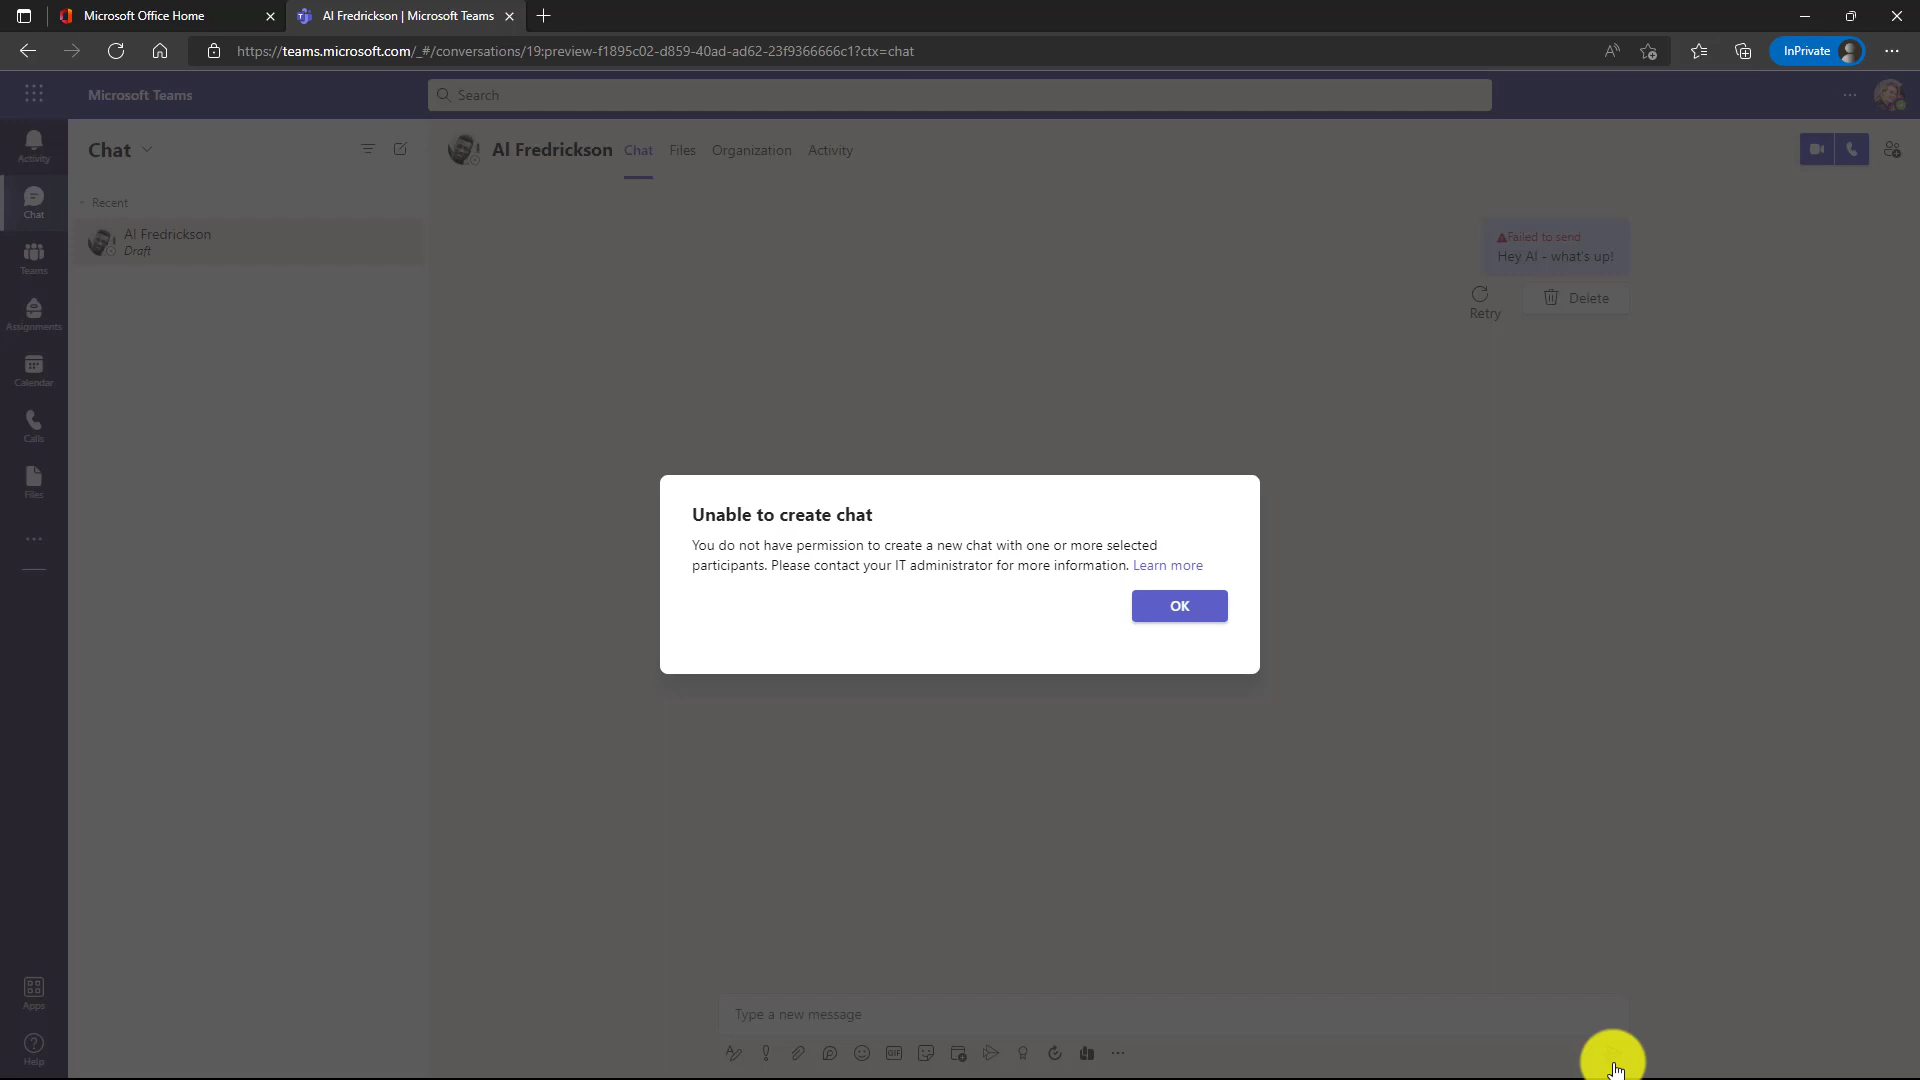 Microsoft Office Home
Al Fredrickson | Microsoft Teams
https://teams.microsoft.com/_#/conversations/19:preview-f1895c02-d859-40ad-ad62-23f9366666c1?ctx=chat
InPrivate
Microsoft Teams
Search
Activity
Chat
Teams
Assignments
Calendar
Calls
Files
Apps
Help
Chat
Recent
Al Fredrickson
Draft
Al Fredrickson Chat Files Organization Activity
Failed to send
Hey Al - what's up!
Retry
Delete
Unable to create chat
You do not have permission to create a new chat with one or more selected
participants. Please contact your IT administrator for more information. Learn more
OK
Type a new message
GIF